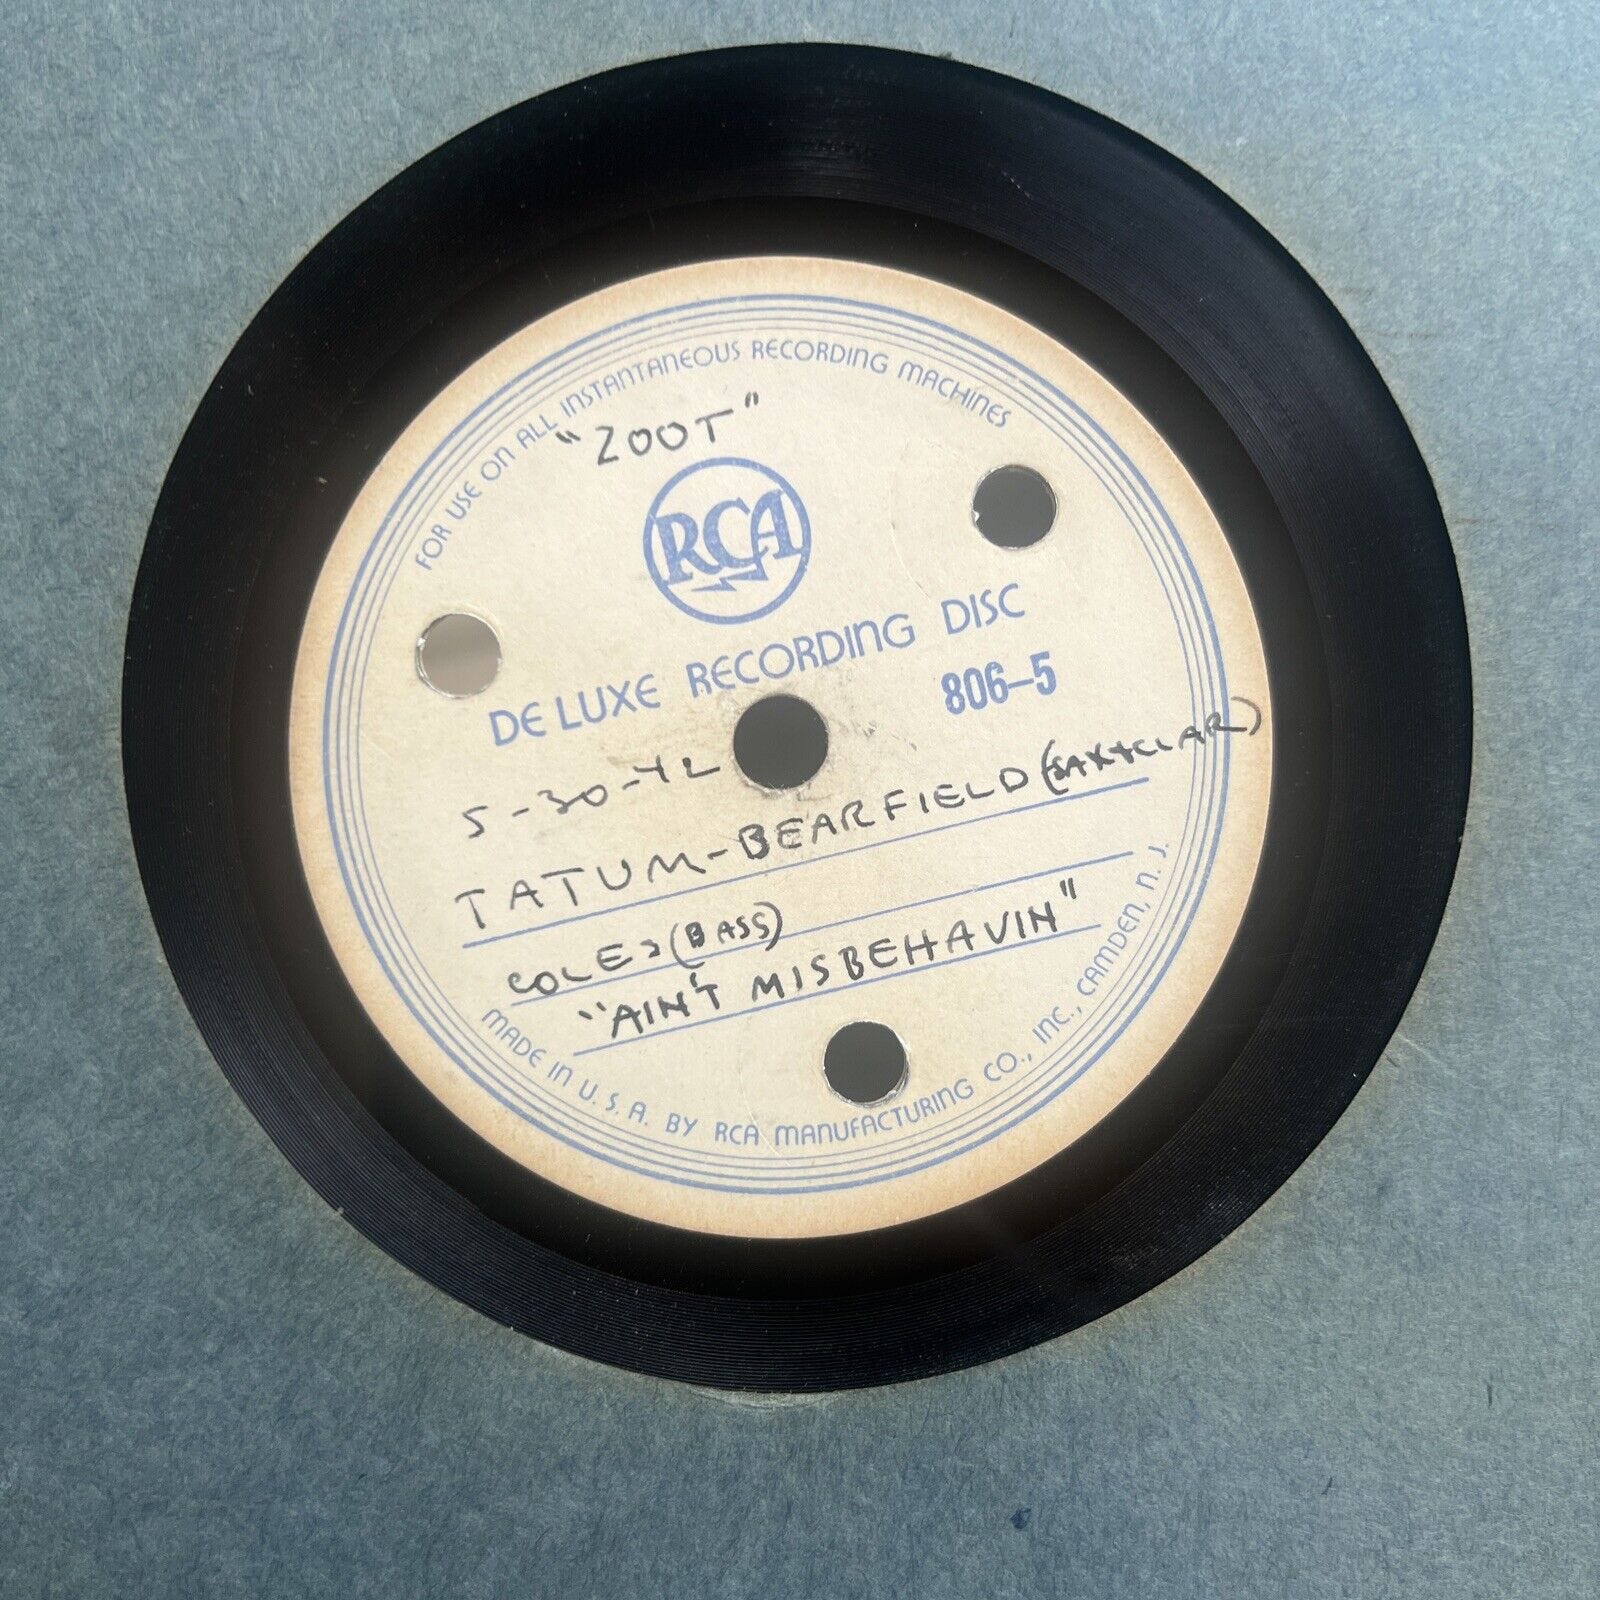 FOR USE ON ALL INSTANTANEOUS RECORDING MACHINES
"ZOOT"
RCA
DE LUXE RECORDING DISC
806-5
5-30-42
TATUM-BEARFIELD (SAX+CLAR)
COLES (BASS)
"AIN'T MISBEHAVIN"
MADE IN U.S.A. BY RCA MANUFACTURING CO., INC., CAMDEN, N.J.